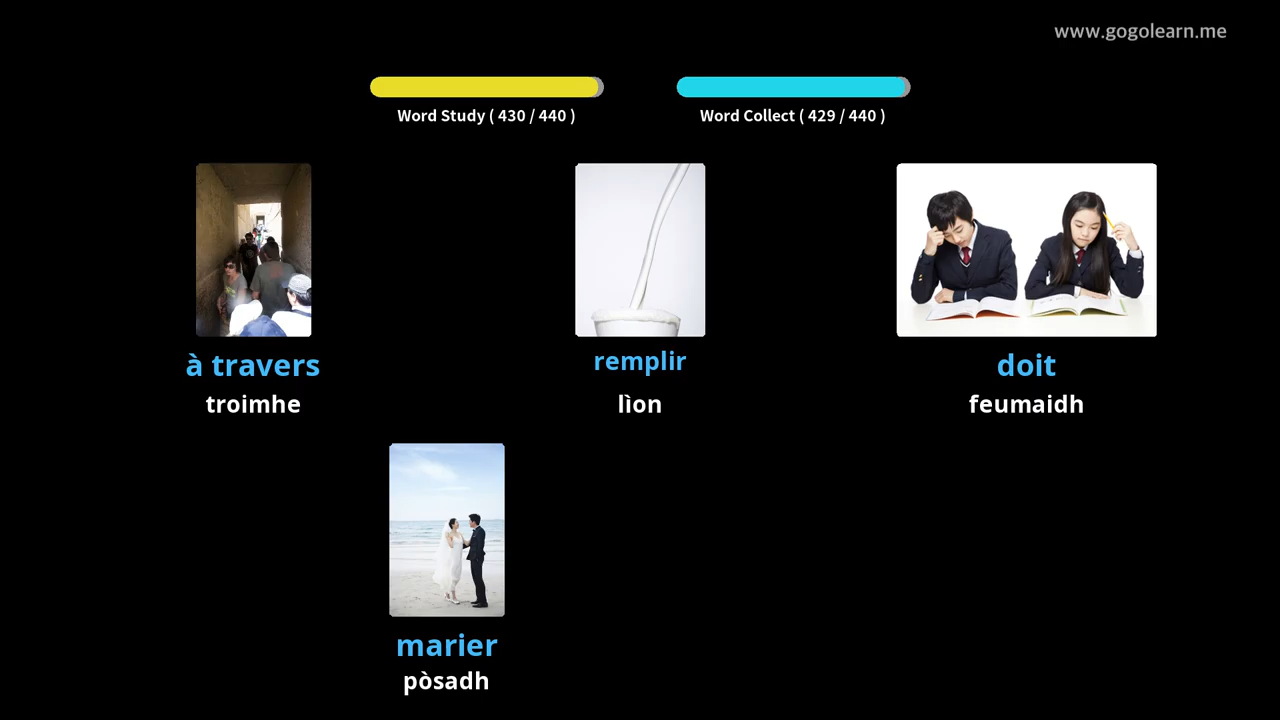 www.gogolearn.me
Word Study ( 430 / 440 )
Word Collect ( 429 / 440 )
à travers
troimhe
remplir
lìon
doit
feumaidh
marier
pòsadh